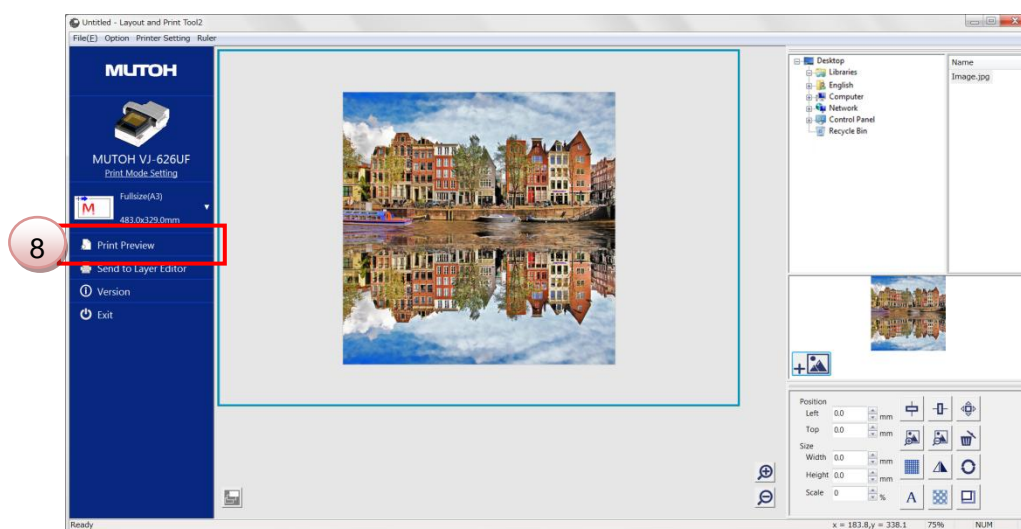 Untitled - Layout and Print Tool2
File(F) Option Printer Setting Ruler
MUTOH
MUTOH VJ-626UF
Print Mode Setting
M
Fullsize(A3)
483.0x329.0mm
8
Print Preview
Send to Layer Editor
Version
Exit
Desktop
Libraries
English
Computer
Network
Control Panel
Recycle Bin
Name
Image.jpg
Position
Left 0.0 mm
Top 0.0 mm
Size
Width 0.0 mm
Height 0.0 mm
Scale 0 %
A
Ready x = 183.8,y = 338.1 75% NUM